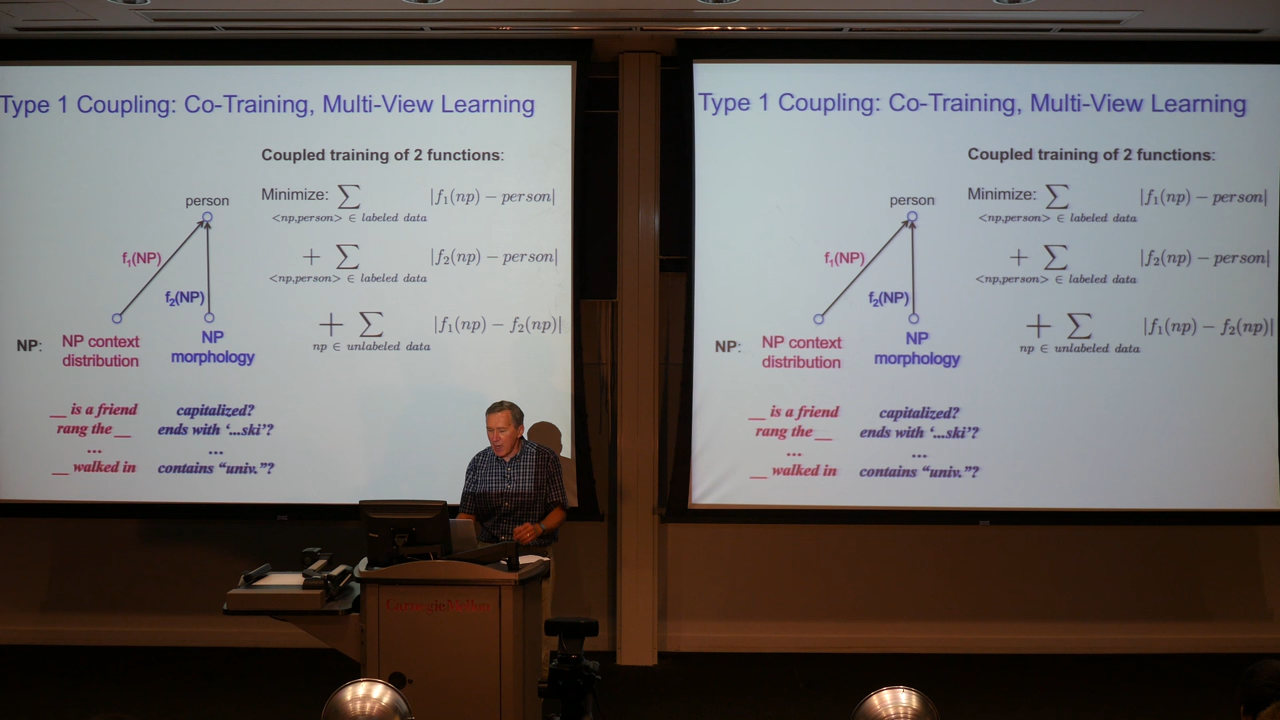 Type 1 Coupling: Co-Training, Multi-View Learning
Coupled training of 2 functions:
Minimize: ∑ |f₁(np) − person|
<np,person> ∈ labeled data
+ ∑ |f₂(np) − person|
<np,person> ∈ labeled data
+ ∑ |f₁(np) − f₂(np)|
np ∈ unlabeled data
person
f₁(NP)
f₂(NP)
NP:
NP context
distribution
NP
morphology
__ is a friend
rang the __
...
__ walked in
capitalized?
ends with ‘...ski’?
...
contains “univ.”?
Type 1 Coupling: Co-Training, Multi-View Learning
Coupled training of 2 functions:
Minimize: ∑ |f₁(np) − person|
<np,person> ∈ labeled data
+ ∑ |f₂(np) − person|
<np,person> ∈ labeled data
+ ∑ |f₁(np) − f₂(np)|
np ∈ unlabeled data
person
f₁(NP)
f₂(NP)
NP:
NP context
distribution
NP
morphology
__ is a friend
rang the __
...
__ walked in
capitalized?
ends with ‘...ski’?
...
contains “univ.”?
Carnegie Mellon